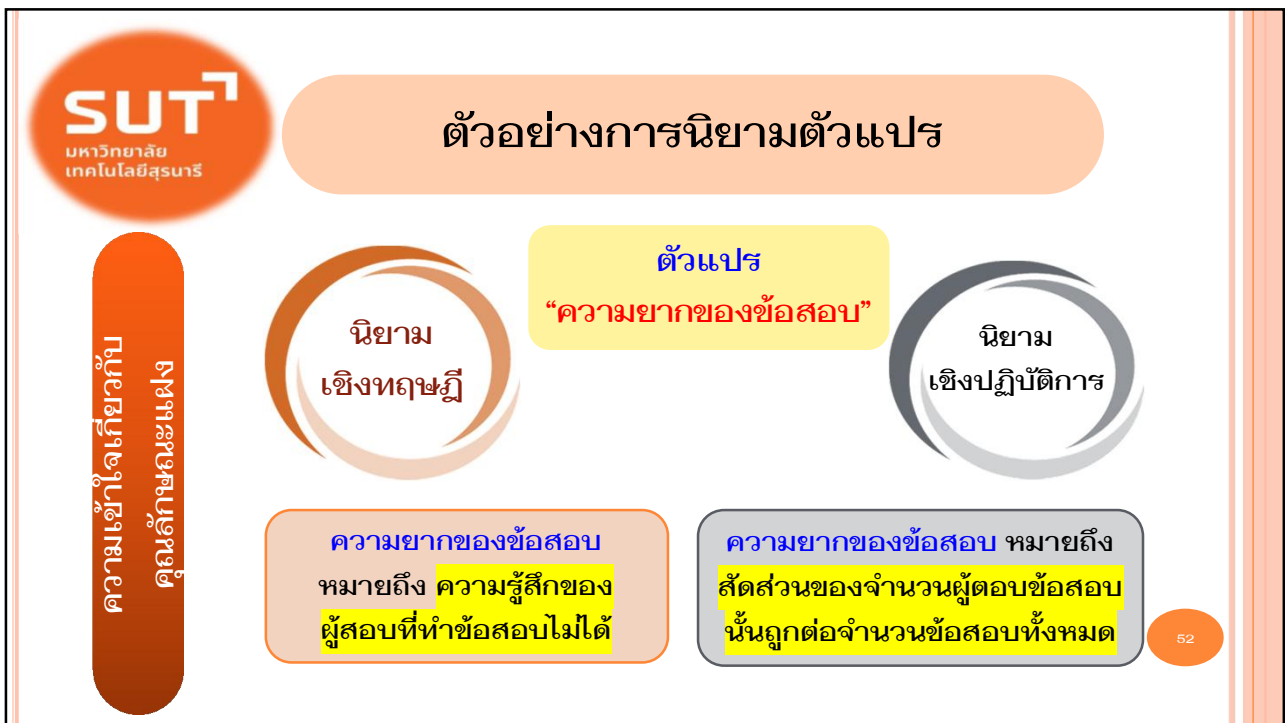 SUT
มหาวิทยาลัย
เทคโนโลยีสุรนารี
ตัวอย่างการนิยามตัวแปร
ความเข้าใจเกี่ยวกับ
คุณลักษณะแฝง
ตัวแปร
“ความยากของข้อสอบ”
นิยาม
เชิงทฤษฎี
นิยาม
เชิงปฏิบัติการ
ความยากของข้อสอบ
หมายถึง ความรู้สึกของ
ผู้สอบที่ทำข้อสอบไม่ได้
ความยากของข้อสอบ หมายถึง
สัดส่วนของจำนวนผู้ตอบข้อสอบ
นั้นถูกต่อจำนวนข้อสอบทั้งหมด
52